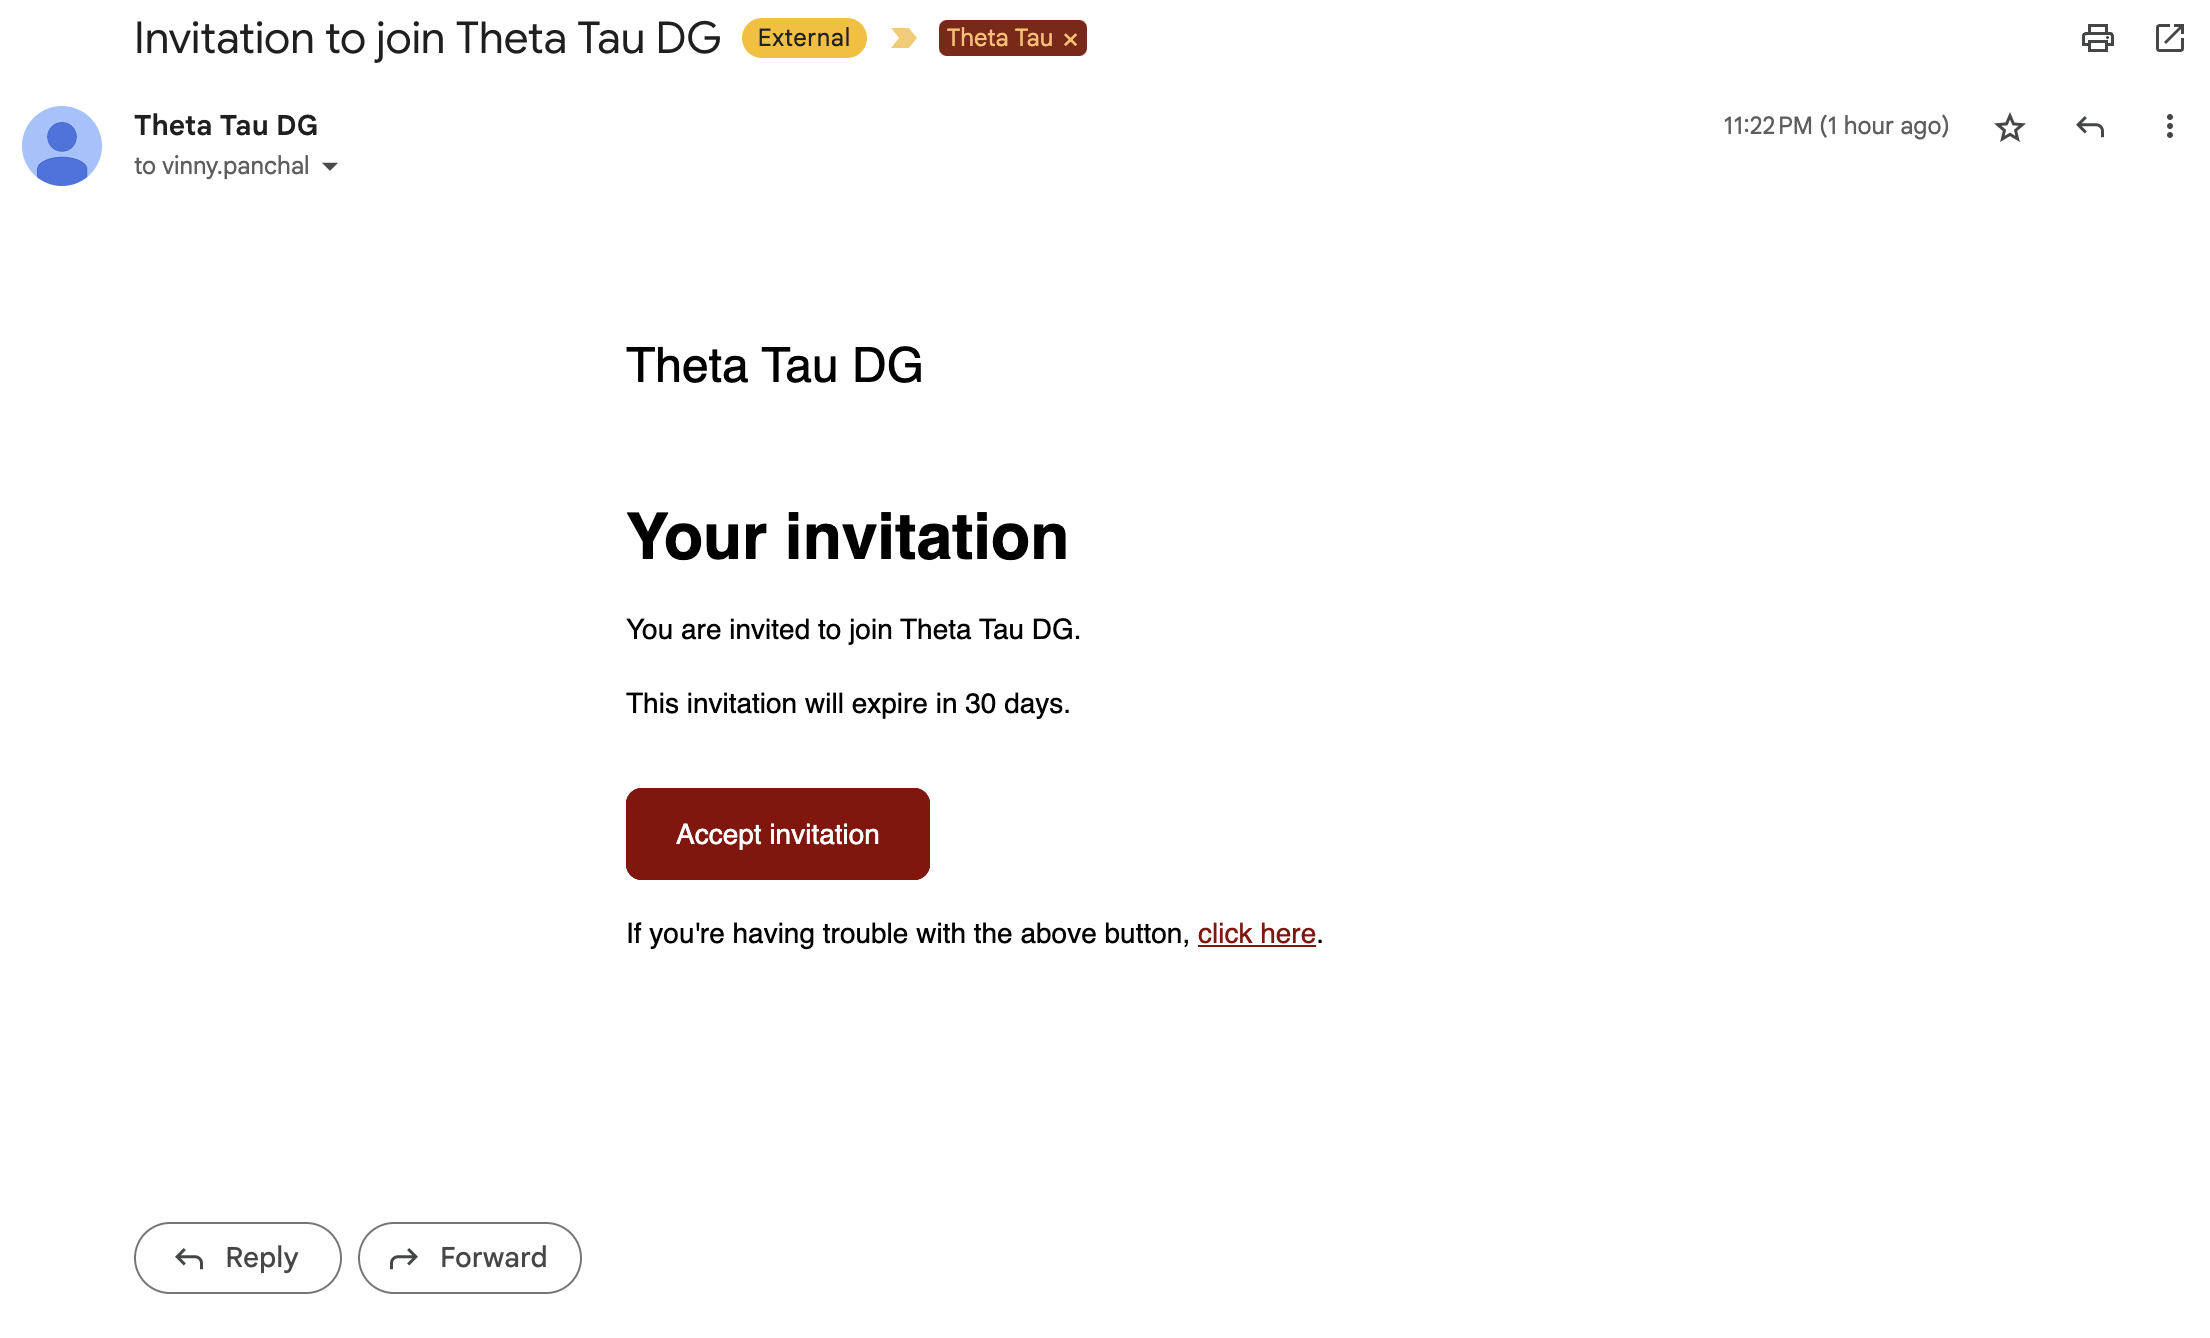 Invitation to join Theta Tau DG External Theta Tau ×
Theta Tau DG 11:22 PM (1 hour ago)
to vinny.panchal
Theta Tau DG
Your invitation
You are invited to join Theta Tau DG.
This invitation will expire in 30 days.
Accept invitation
If you're having trouble with the above button, click here.
Reply Forward